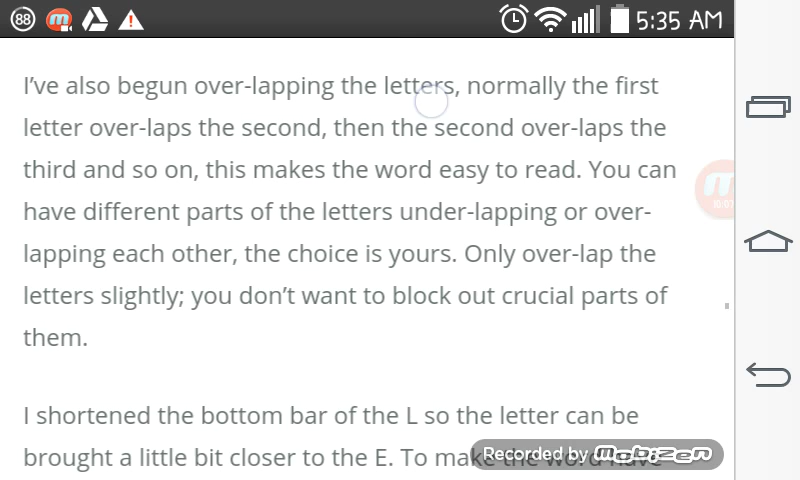 88
5:35 AM
I've also begun over-lapping the letters, normally the first
letter over-laps the second, then the second over-laps the
third and so on, this makes the word easy to read. You can
have different parts of the letters under-lapping or over-
lapping each other, the choice is yours. Only over-lap the
letters slightly; you don't want to block out crucial parts of
them.
I shortened the bottom bar of the L so the letter can be
brought a little bit closer to the E. To make the word have
Recorded by mobizen